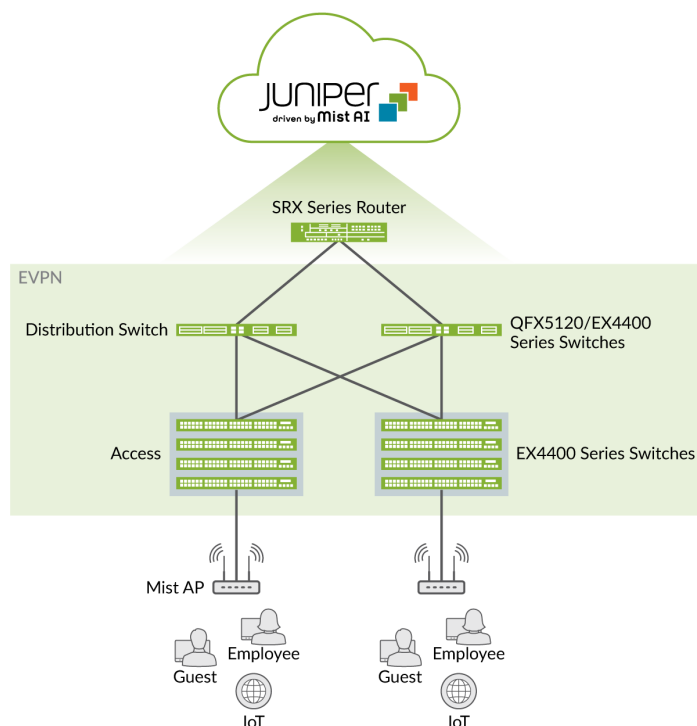 JUNIPER
driven by Mist AI
SRX Series Router
EVPN
Distribution Switch
QFX5120/EX4400
Series Switches
Access
EX4400 Series Switches
Mist AP
Guest
Employee
IoT
Guest
Employee
IoT